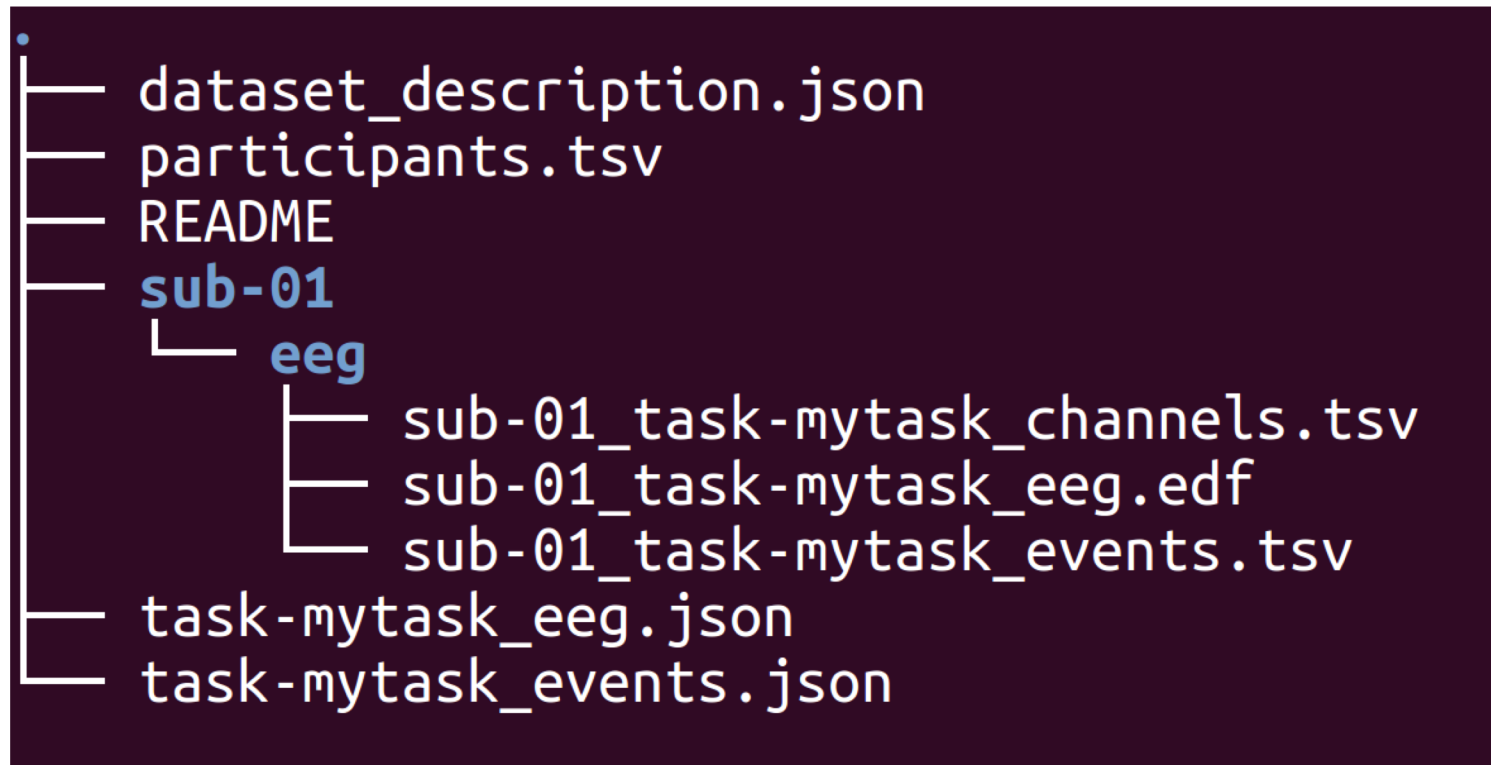 .
dataset_description.json
participants.tsv
README
sub-01
eeg
sub-01_task-mytask_channels.tsv
sub-01_task-mytask_eeg.edf
sub-01_task-mytask_events.tsv
task-mytask_eeg.json
task-mytask_events.json